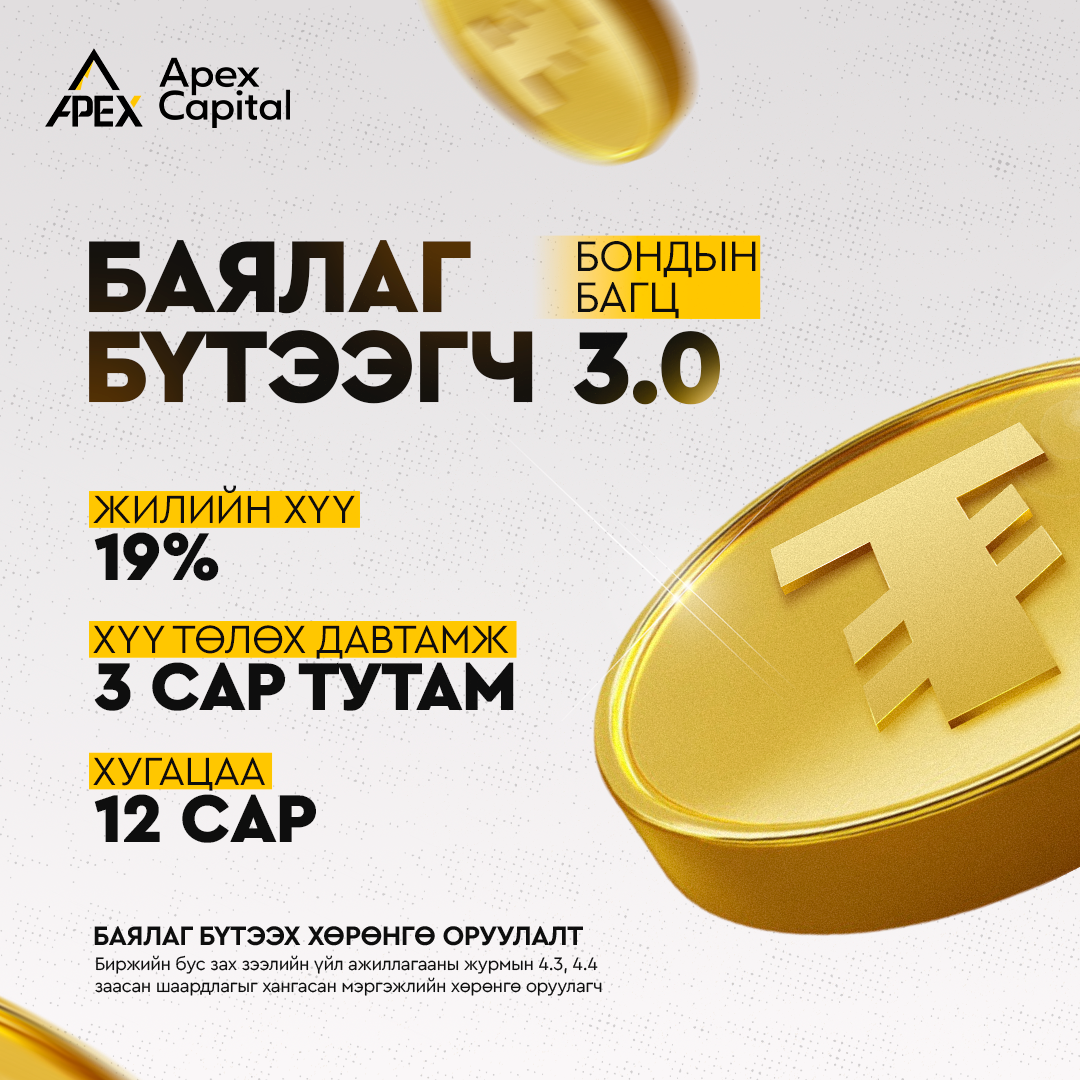 APEX
Apex
Capital
БАЯЛАГ
БҮТЭЭГЧ
БОНДЫН
БАГЦ
3.0
ЖИЛИЙН ХҮҮ
19%
ХҮҮ ТӨЛӨХ ДАВТАМЖ
3 САР ТУТАМ
ХУГАЦАА
12 САР
БАЯЛАГ БҮТЭЭХ ХӨРӨНГӨ ОРУУЛАЛТ
Биржийн бус зах зээлийн үйл ажиллагааны журмын 4.3, 4.4
заасан шаардлагыг хангасан мэргэжлийн хөрөнгө оруулагч